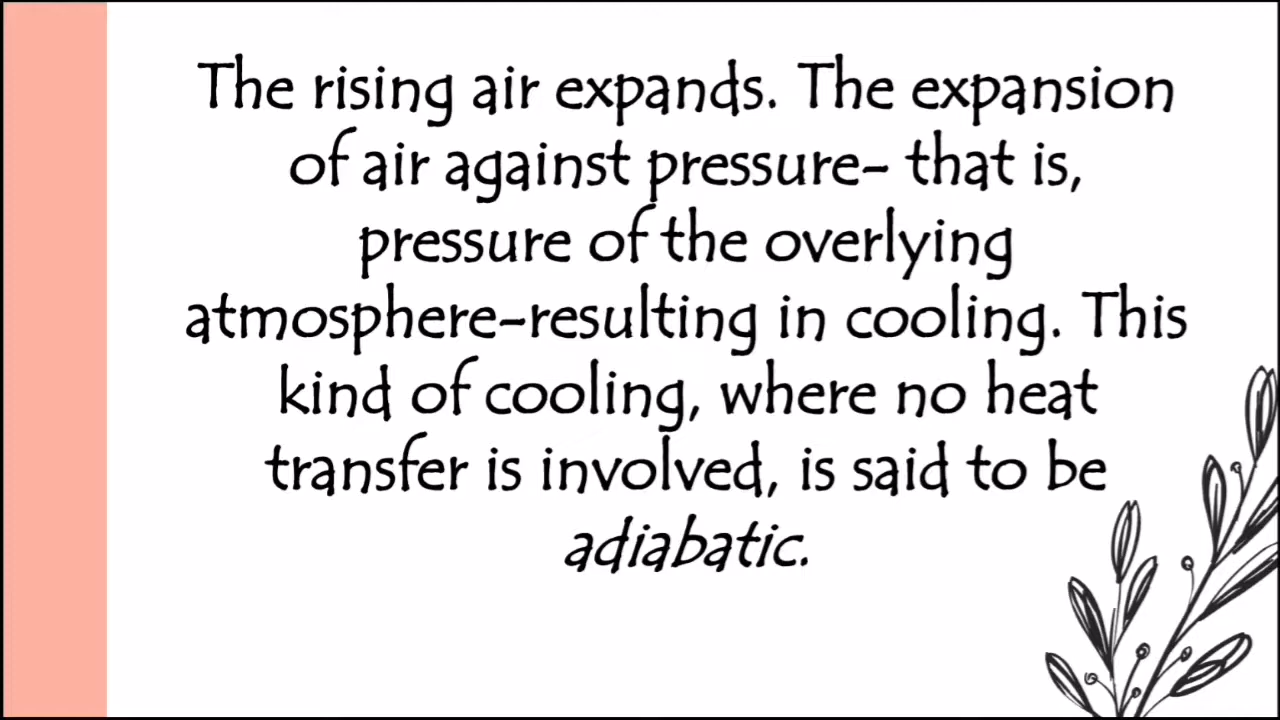 The rising air expands. The expansion
of air against pressure- that is,
pressure of the overlying
atmosphere-resulting in cooling. This
kind of cooling, where no heat
transfer is involved, is said to be
adiabatic.